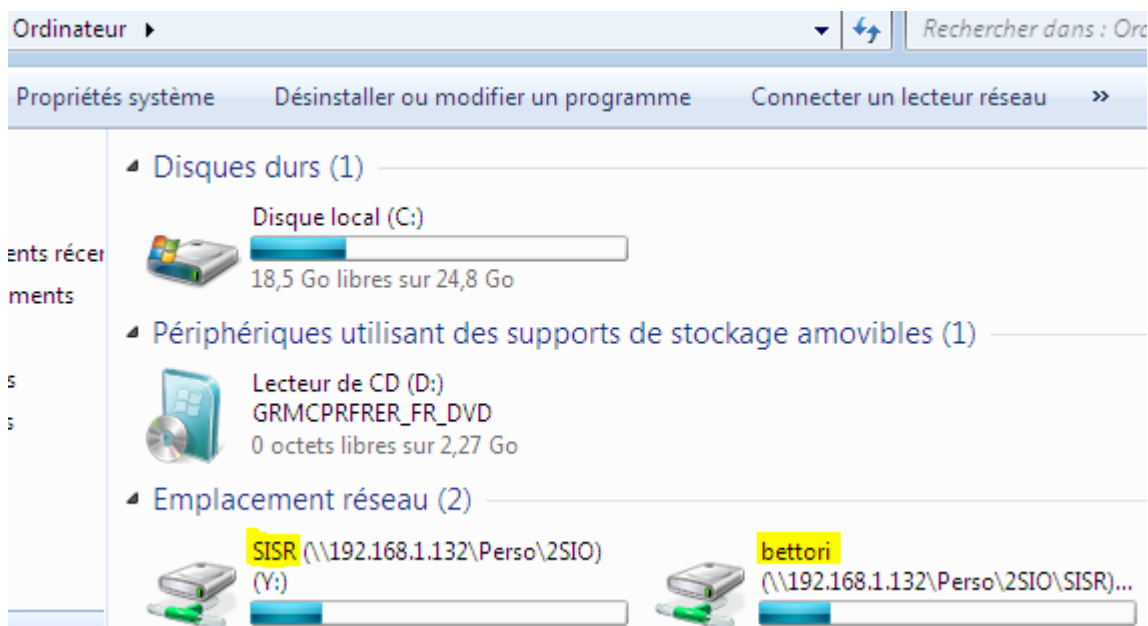 Ordinateur
Rechercher dans : Ord
Propriétés système Désinstaller ou modifier un programme Connecter un lecteur réseau »
Disques durs (1)
Disque local (C:)
18,5 Go libres sur 24,8 Go
ents récen
ments
s
s
Périphériques utilisant des supports de stockage amovibles (1)
Lecteur de CD (D:)
GRMCPRFRER_FR_DVD
0 octets libres sur 2,27 Go
Emplacement réseau (2)
SISR (\\192.168.1.132\Perso\2SIO)
(Y:)
bettori
(\\192.168.1.132\Perso\2SIO\SISR)...